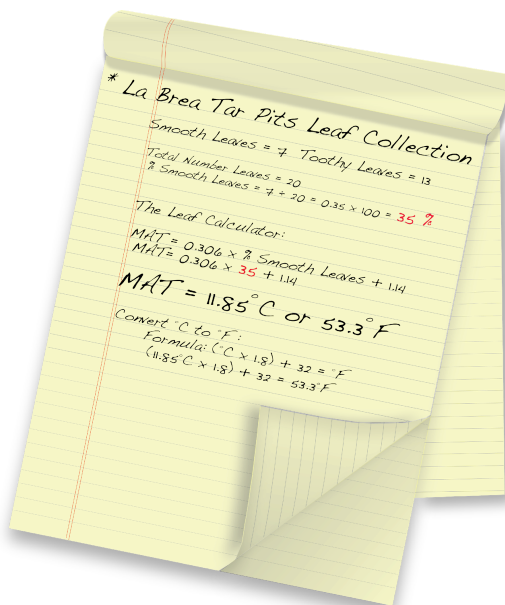 * La Brea Tar Pits Leaf Collection
Smooth Leaves = 7 Toothy Leaves = 13
Total Number Leaves = 20
% Smooth Leaves = 7 ÷ 20 = 0.35 x 100 = 35 %
The Leaf Calculator:
MAT = 0.306 x % Smooth Leaves + 1.14
MAT= 0.306 x 35 + 1.14
MAT = 11.85°C or 53.3°F
Convert °C to °F:
Formula: (°C x 1.8) + 32 = °F
(11.85°C x 1.8) + 32 = 53.3°F